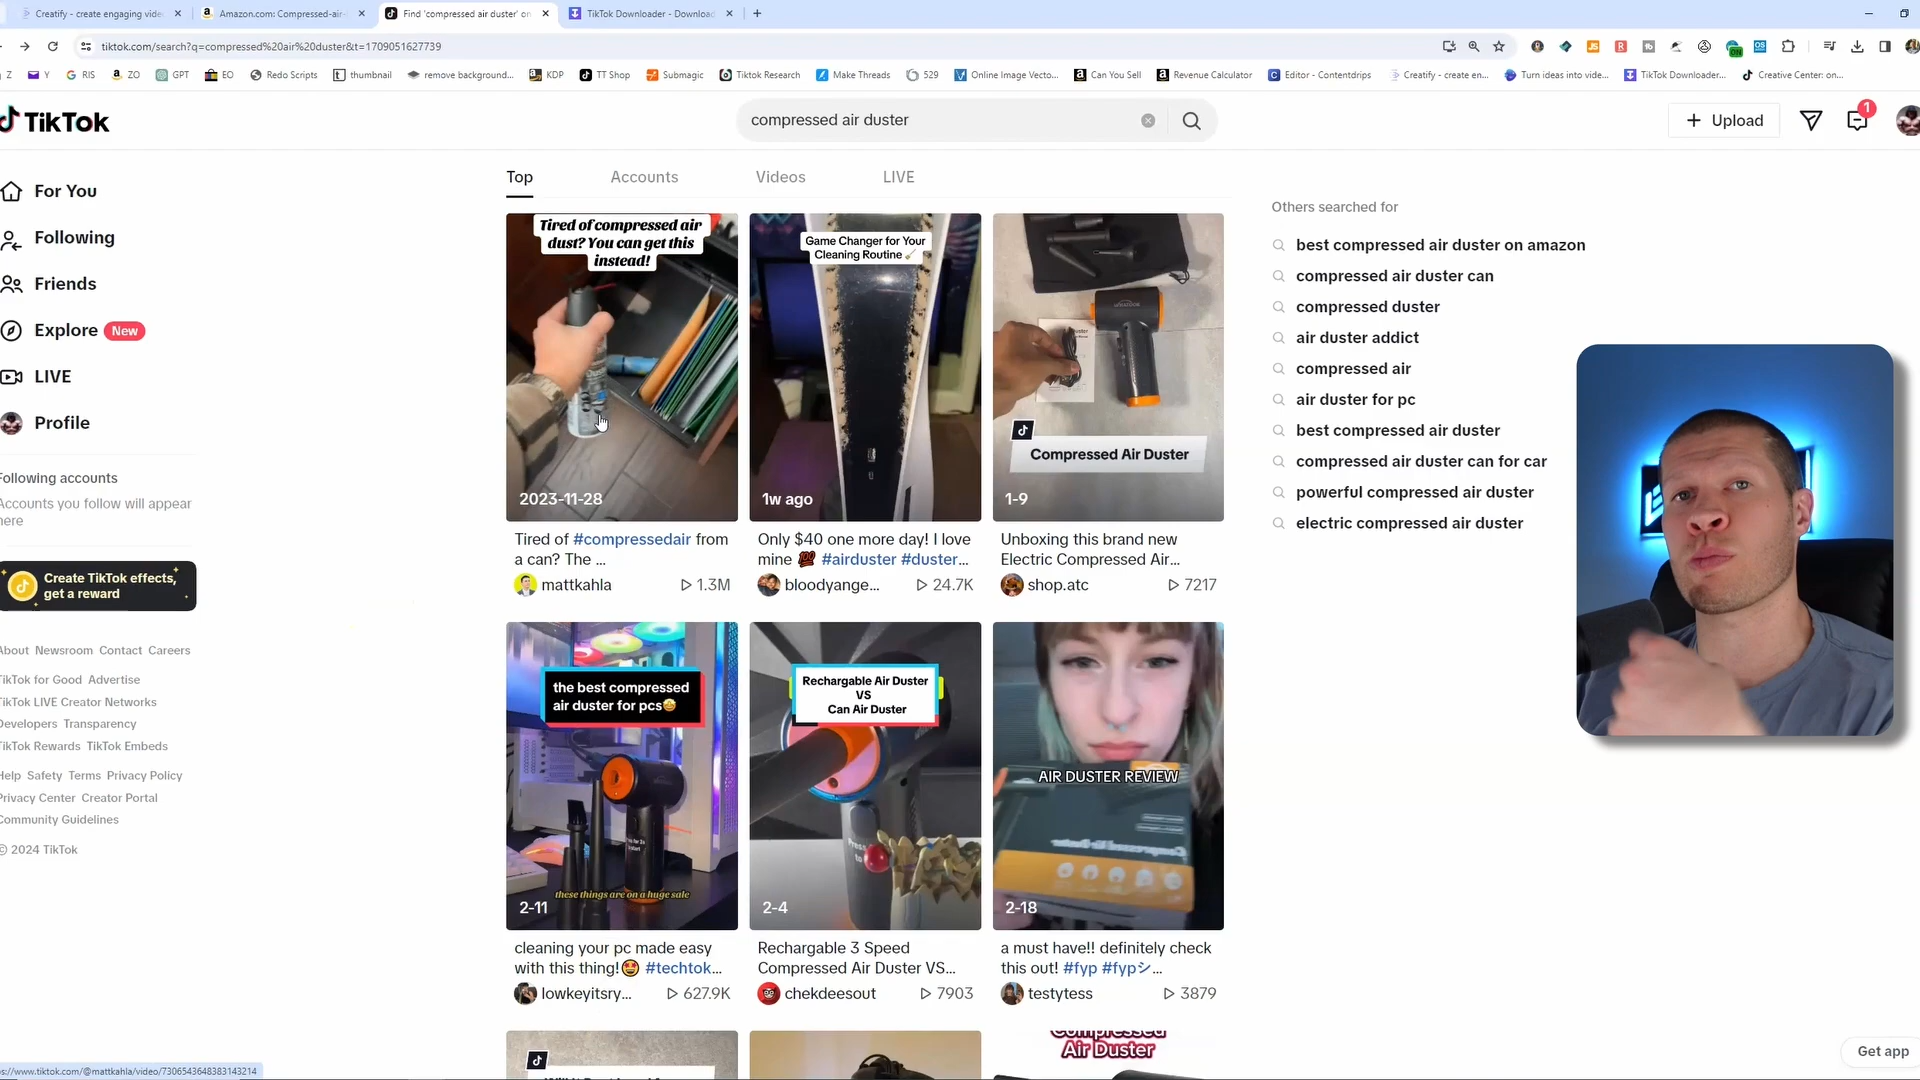 Creatify - create engaging vide
Amazon.com: Compressed-air-
Find 'compressed air duster' on
TikTok Downloader - Download
tiktok.com/search?q=compressed%20air%20duster&t=1709051627739
Z
Y
RIS
ZO
GPT
EO
Redo Scripts
thumbnail
remove background...
KDP
TT Shop
Submagic
Tiktok Research
Make Threads
529
Online Image Vecto...
Can You Sell
Revenue Calculator
Editor - Contentdrips
Creatify - create en...
Turn ideas into vide...
TikTok Downloader...
Creative Center: on...
TikTok
compressed air duster
Upload
1
For You
Following
Friends
Explore New
LIVE
Profile
Following accounts
Accounts you follow will appear
here
Create TikTok effects,
get a reward
About Newsroom Contact Careers
TikTok for Good Advertise
TikTok LIVE Creator Networks
Developers Transparency
TikTok Rewards TikTok Embeds
Help Safety Terms Privacy Policy
Privacy Center Creator Portal
Community Guidelines
© 2024 TikTok
Top
Accounts
Videos
LIVE
Tired of compressed air
dust? You can get this
instead!
2023-11-28
Tired of #compressedair from
a can? The ...
mattkahla
1.3M
Game Changer for Your
Cleaning Routine
1w ago
Only $40 one more day! I love
mine 💯 #airduster #duster...
bloodyange...
24.7K
Compressed Air Duster
1-9
Unboxing this brand new
Electric Compressed Air...
shop.atc
7217
the best compressed
air duster for pcs🤩
these things are on a huge sale
2-11
cleaning your pc made easy
with this thing!🤩 #techtok...
lowkeyitsry...
627.9K
Rechargable Air Duster
VS
Can Air Duster
2-4
Rechargable 3 Speed
Compressed Air Duster VS...
chekdeesout
7903
AIR DUSTER REVIEW
2-18
a must have!! definitely check
this out! #fyp #fypシ...
testytess
3879
Compressed
Air Duster
Others searched for
best compressed air duster on amazon
compressed air duster can
compressed duster
air duster addict
compressed air
air duster for pc
best compressed air duster
compressed air duster can for car
powerful compressed air duster
electric compressed air duster
Get app
s://www.tiktok.com/@mattkahla/video/7306543648383143214